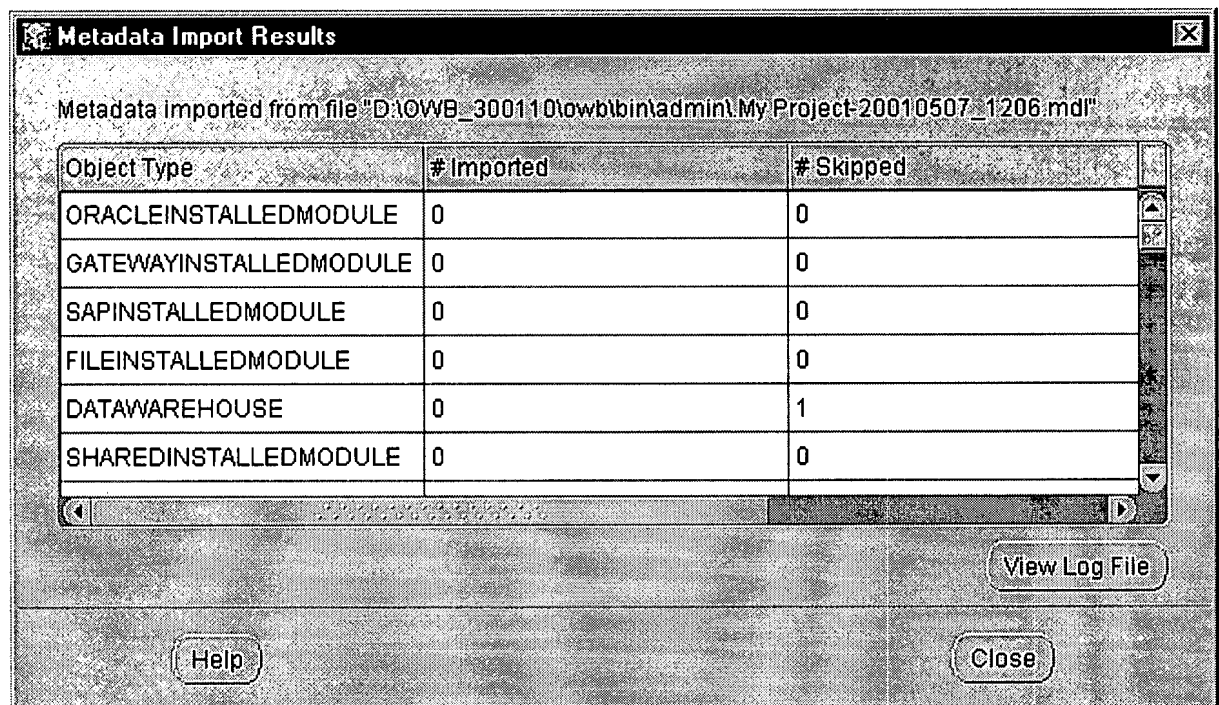 Metadata Import Results
Metadata imported from file "D:\OWB_300110\owb\bin\admin\.My Project-20010507_1206.mdl"
Object Type # Imported # Skipped
ORACLEINSTALLEDMODULE 0 0
GATEWAYINSTALLEDMODULE 0 0
SAPINSTALLEDMODULE 0 0
FILEINSTALLEDMODULE 0 0
DATAWAREHOUSE 0 1
SHAREDINSTALLEDMODULE 0 0
View Log File
Help Close